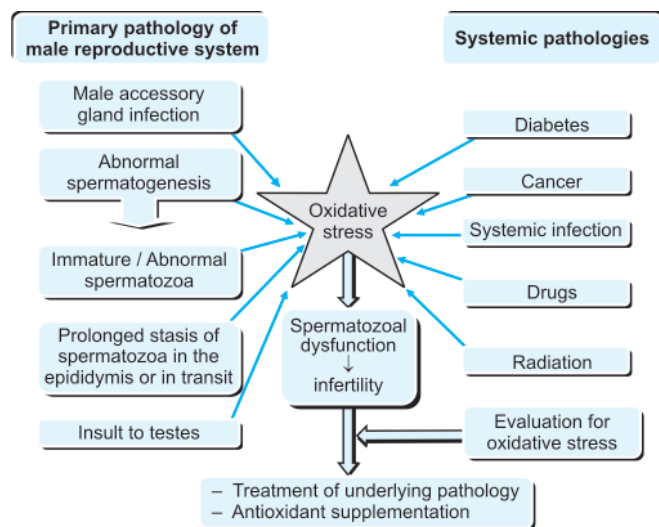 Primary pathology of
male reproductive system
Male accessory
gland infection
Abnormal
spermatogenesis
Immature / Abnormal
spermatozoa
Prolonged stasis of
spermatozoa in the
epididymis or in transit
Insult to testes
Oxidative
stress
Spermatozoal
dysfunction
↓
infertility
Systemic pathologies
Diabetes
Cancer
Systemic infection
Drugs
Radiation
Evaluation for
oxidative stress
– Treatment of underlying pathology
– Antioxidant supplementation